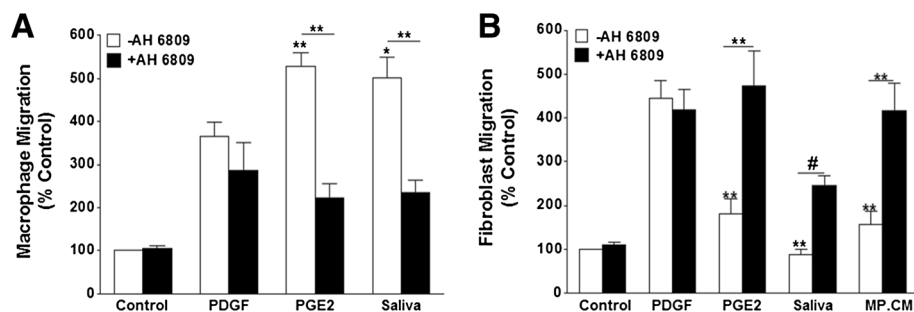 A
-AH 6809
+AH 6809
Macrophage Migration
(% Control)
600
500
400
300
200
100
0
**
**
*
**
Control PDGF PGE2 Saliva
B
-AH 6809
+AH 6809
Fibroblast Migration
(% Control)
600
500
400
300
200
100
0
**
**
#
**
**
**
Control PDGF PGE2 Saliva MP.CM